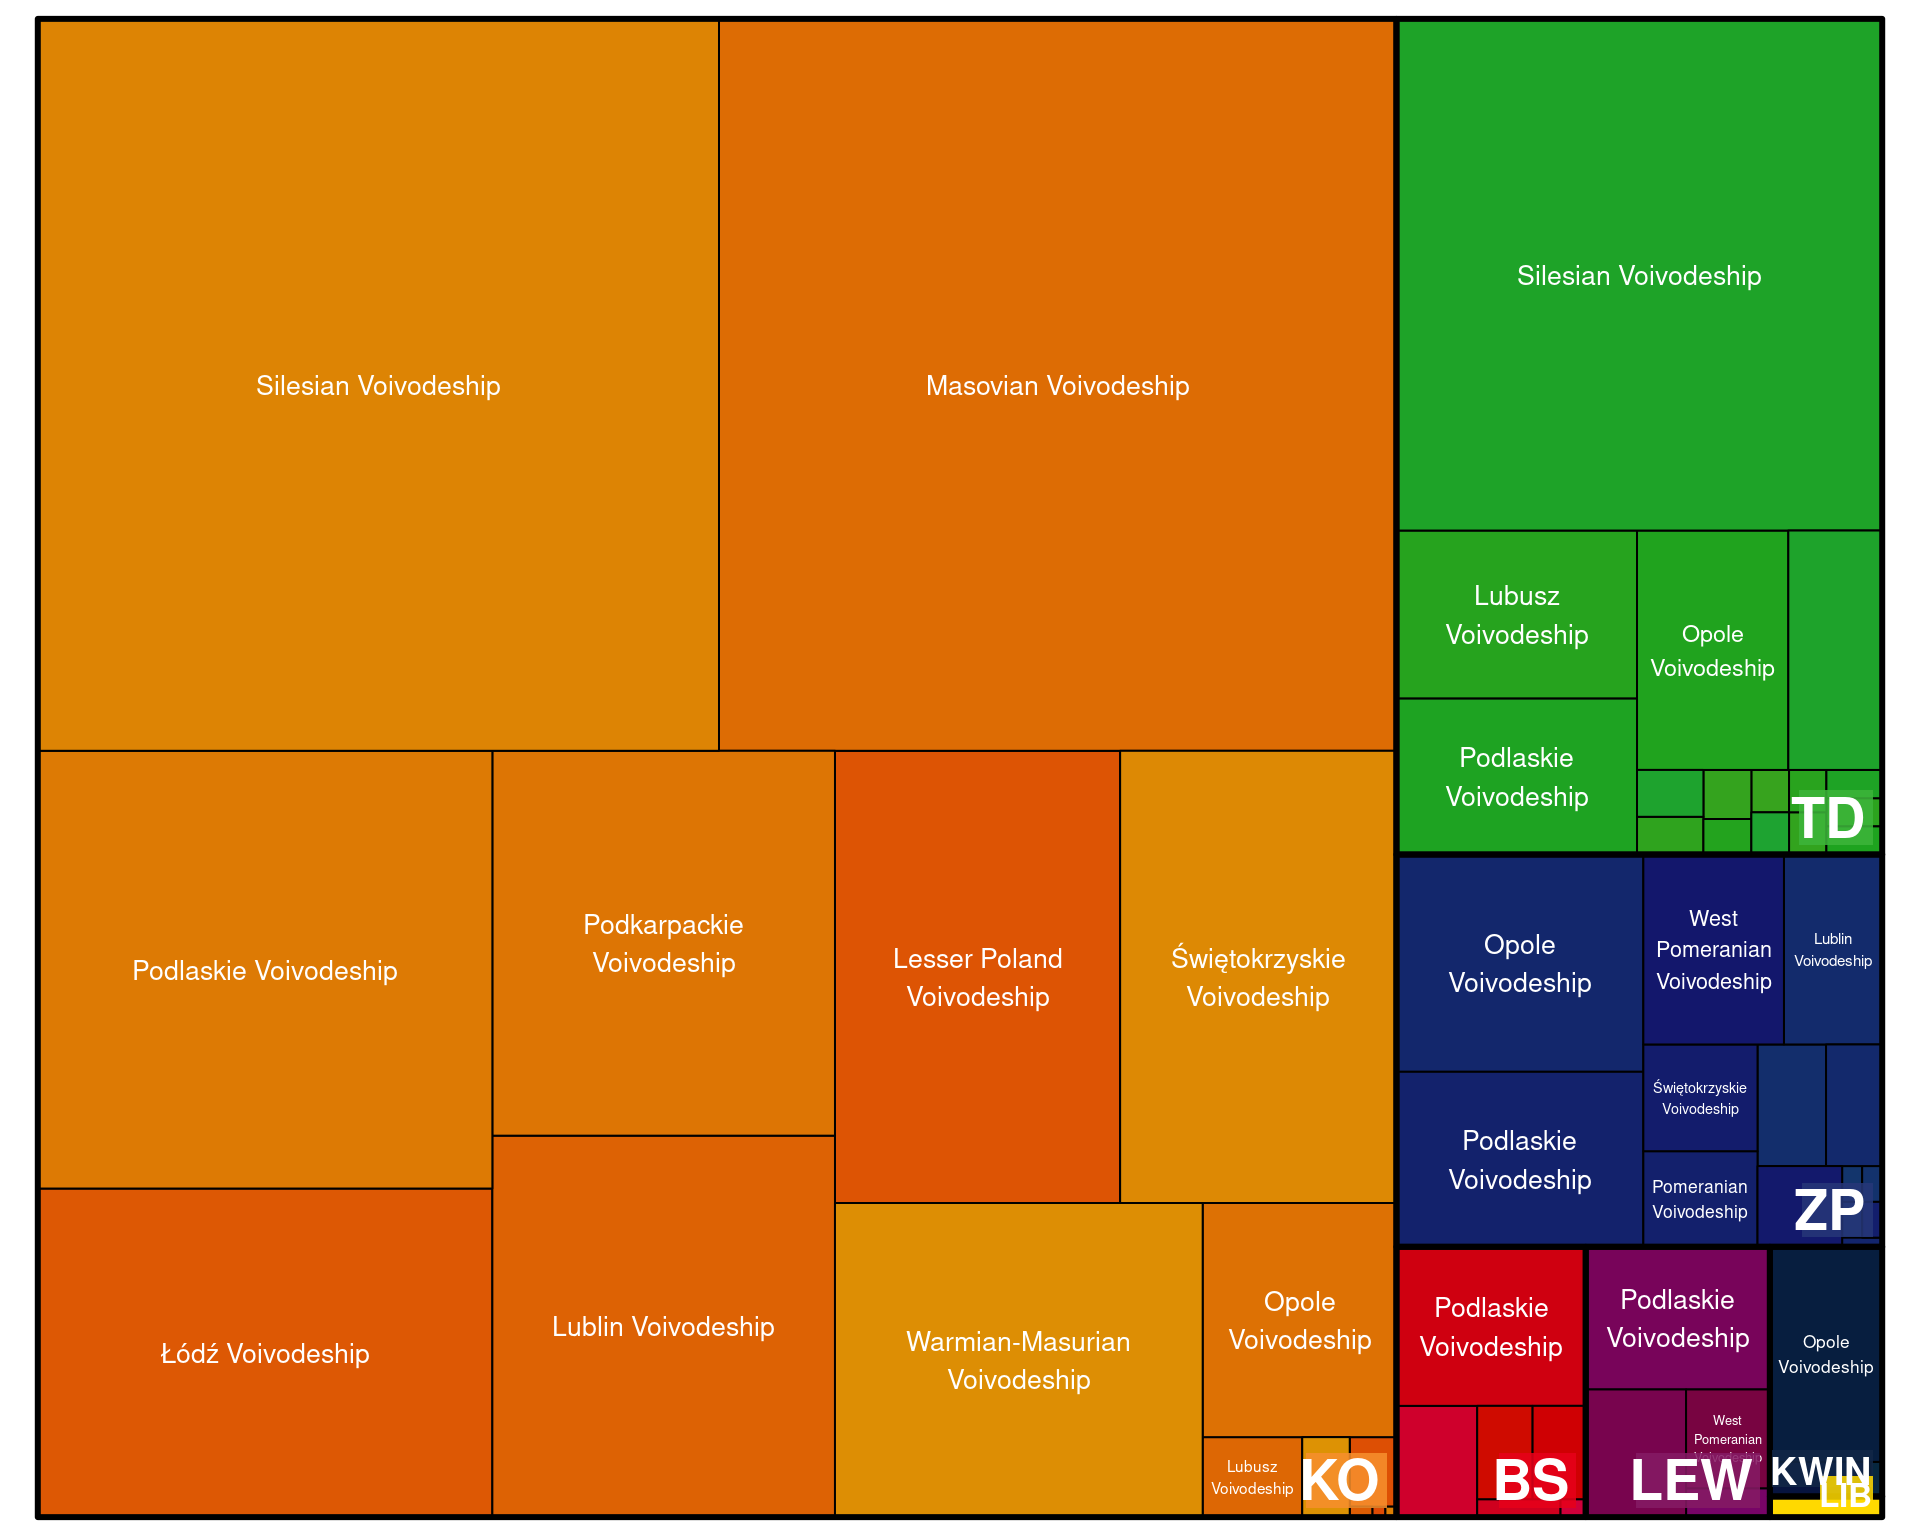 Silesian Voivodeship
Masovian Voivodeship
Podlaskie Voivodeship
Podkarpackie
Voivodeship
Lesser Poland
Voivodeship
Świętokrzyskie
Voivodeship
Łódź Voivodeship
Lublin Voivodeship
Warmian-Masurian
Voivodeship
Opole
Voivodeship
Lubusz
Voivodeship
KO
Silesian Voivodeship
Lubusz
Voivodeship
Opole
Voivodeship
Podlaskie
Voivodeship
TD
Opole
Voivodeship
West
Pomeranian
Voivodeship
Lublin
Voivodeship
Podlaskie
Voivodeship
Świętokrzyskie
Voivodeship
Pomeranian
Voivodeship
ZP
Podlaskie
Voivodeship
BS
Podlaskie
Voivodeship
West
Pomeranian
Voivodeship
LEW
Opole
Voivodeship
KWIN
LIB